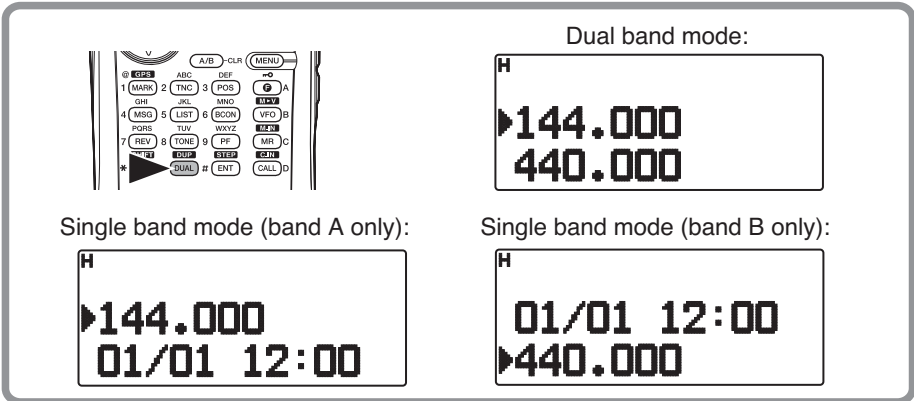 Dual band mode:
A/B CLR MENU
@ GPS ABC DEF
1 MARK 2 TNC 3 POS F A
GHI JKL MNO M▶V
4 MSG 5 LIST 6 BCON VFO B
PQRS TUV WXYZ M.IN
7 REV 8 TONE 9 PF MR C
DUP STEP C.IN
* DUAL # ENT CALL D
H
▶144.000
440.000
Single band mode (band A only):
H
▶144.000
01/01 12:00
Single band mode (band B only):
H
01/01 12:00
▶440.000